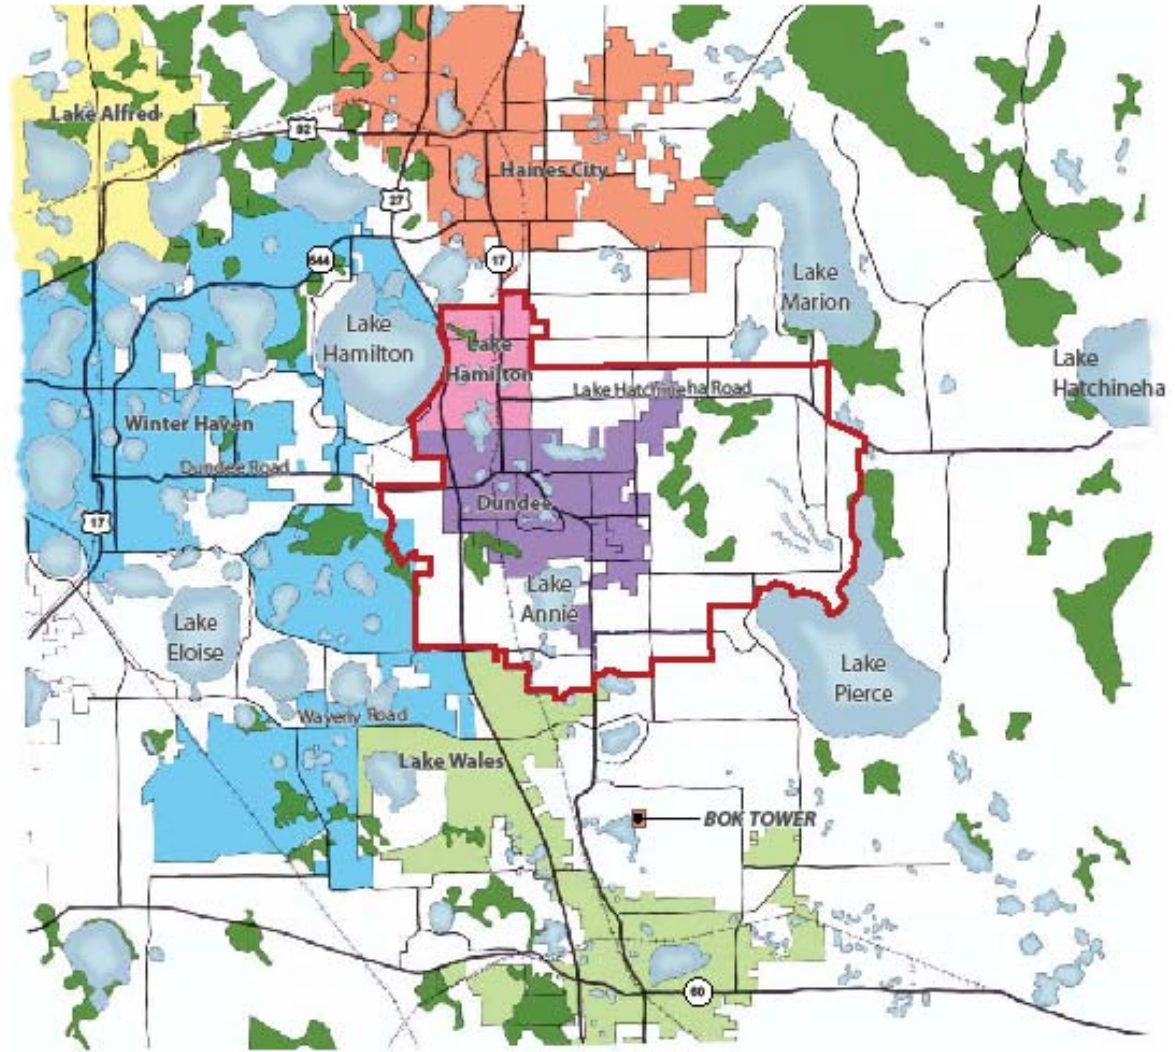 Lake Alfred
92
Haines City
27
544
17
Lake
Marion
Lake
Hamilton
Lake
Hamilton
Lake
Hatchineha
Lake Hatchineha Road
Winter Haven
Dundee Road
Dundee
17
Lake
Annie
Lake
Eloise
Lake
Pierce
Waverly Road
Lake Wales
BOK TOWER
60